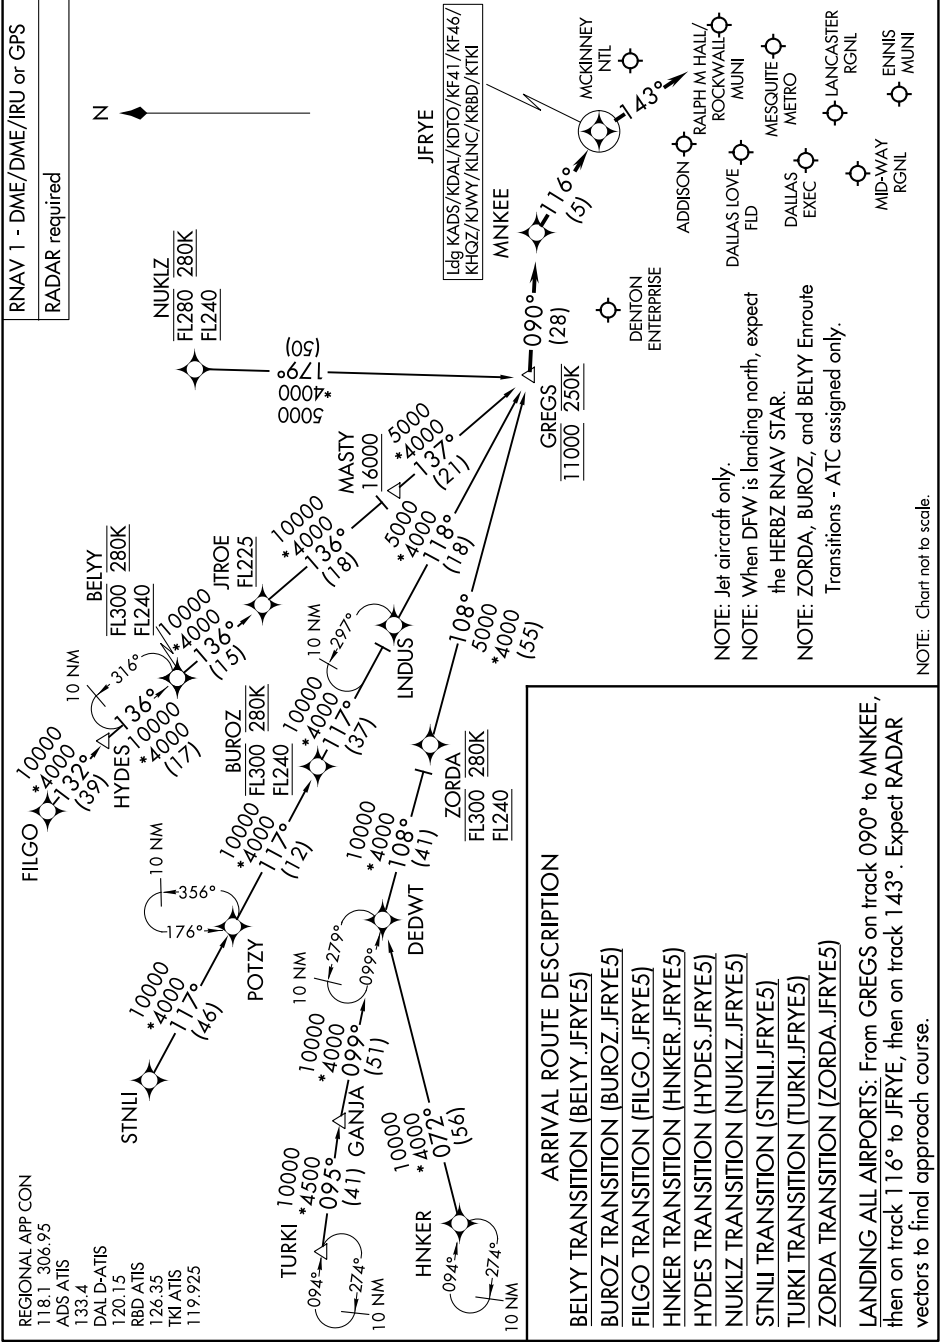 RNAV 1 - DME/DME/IRU or GPS
RADAR required
REGIONAL APP CON
118.1 306.95
ADS ATIS
133.4
DAL D-ATIS
120.15
RBD ATIS
126.35
TKI ATIS
119.925
N
NUKLZ
FL280 280K
FL240
5000
*4000
179°
(50)
JFRYE
Ldg KADS/KDAL/KDTO/KF41/KF46/
KHQZ/KJWY/KLNC/KRBD/KTKI
MNKEE
116°
(5)
143°
MCKINNEY
NTL
ADDISON
RALPH M HALL/
ROCKWALL
MUNI
DALLAS LOVE
FLD
MESQUITE
METRO
DALLAS
EXEC
LANCASTER
RGNL
MID-WAY
RGNL
ENNIS
MUNI
DENTON
ENTERPRISE
090°
(28)
GREGS
11000 250K
MASTY
16000
5000
*4000
137°
(21)
JTROE
FL225
10000
*4000
136°
(18)
BELYY
FL300 280K
FL240
10000
*4000
136°
(15)
10 NM
316°
HYDES
136°
10000
*4000
(17)
FILGO
10000
*4000
132°
(39)
LNDUS
10 NM
297°
5000
*4000
118°
(18)
BUROZ
FL300 280K
FL240
10000
*4000
117°
(37)
POTZY
10 NM
356°
176°
10000
*4000
117°
(12)
STNLI
10000
*4000
117°
(46)
ZORDA
FL300 280K
FL240
108°
5000
*4000
(55)
DEDWT
10 NM
279°
099°
10000
*4000
108°
(41)
GANJA
10000
*4000
099°
(51)
TURKI
10000
*4500
095°
(41)
094°
274°
10 NM
HNKER
10000
*4000
072°
(56)
094°
274°
10 NM
NOTE: Jet aircraft only.
NOTE: When DFW is landing north, expect
the HERBZ RNAV STAR.
NOTE: ZORDA, BUROZ, and BELYY Enroute
Transitions - ATC assigned only.
NOTE: Chart not to scale.
ARRIVAL ROUTE DESCRIPTION
BELYY TRANSITION (BELYY.JFRYE5)
BUROZ TRANSITION (BUROZ.JFRYE5)
FILGO TRANSITION (FILGO.JFRYE5)
HNKER TRANSITION (HNKER.JFRYE5)
HYDES TRANSITION (HYDES.JFRYE5)
NUKLZ TRANSITION (NUKLZ.JFRYE5)
STNLI TRANSITION (STNLI.JFRYE5)
TURKI TRANSITION (TURKI.JFRYE5)
ZORDA TRANSITION (ZORDA.JFRYE5)
LANDING ALL AIRPORTS: From GREGS on track 090° to MNKEE,
then on track 116° to JFRYE, then on track 143°. Expect RADAR
vectors to final approach course.